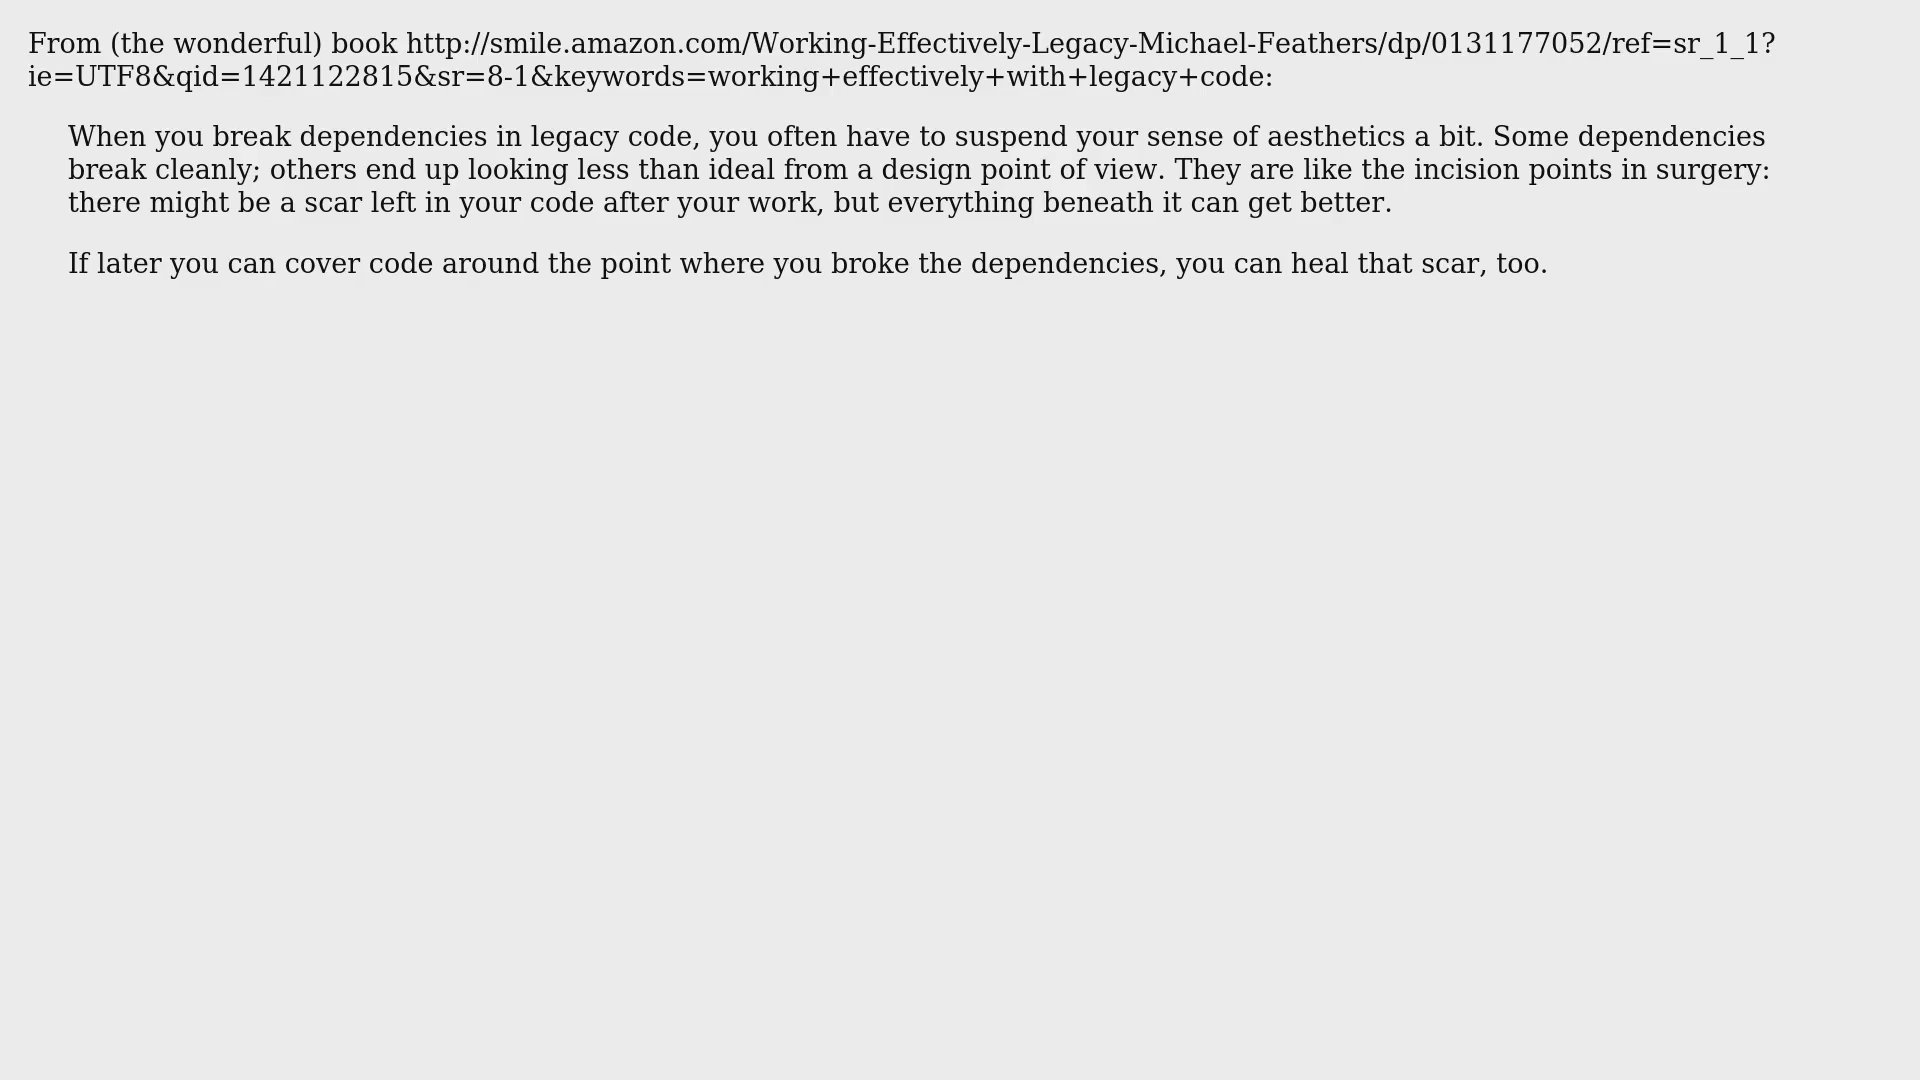 From (the wonderful) book http://smile.amazon.com/Working-Effectively-Legacy-Michael-Feathers/dp/0131177052/ref=sr_1_1?
ie=UTF8&qid=1421122815&sr=8-1&keywords=working+effectively+with+legacy+code:
When you break dependencies in legacy code, you often have to suspend your sense of aesthetics a bit. Some dependencies
break cleanly; others end up looking less than ideal from a design point of view. They are like the incision points in surgery:
there might be a scar left in your code after your work, but everything beneath it can get better.
If later you can cover code around the point where you broke the dependencies, you can heal that scar, too.